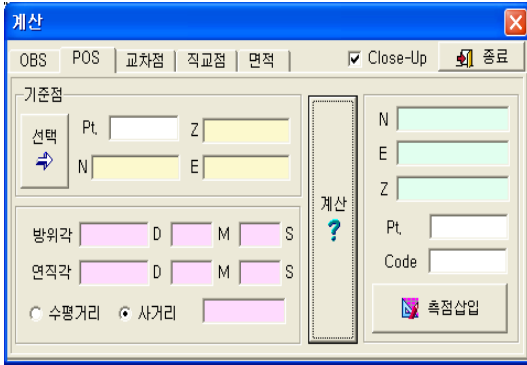 계산
OBS POS 교차점 직교점 면적 Close-Up 종료
기준점
선택 Pt. Z
N E
방위각 D M S
연직각 D M S
수평거리 사거리
계산
?
N
E
Z
Pt.
Code
측점삽입